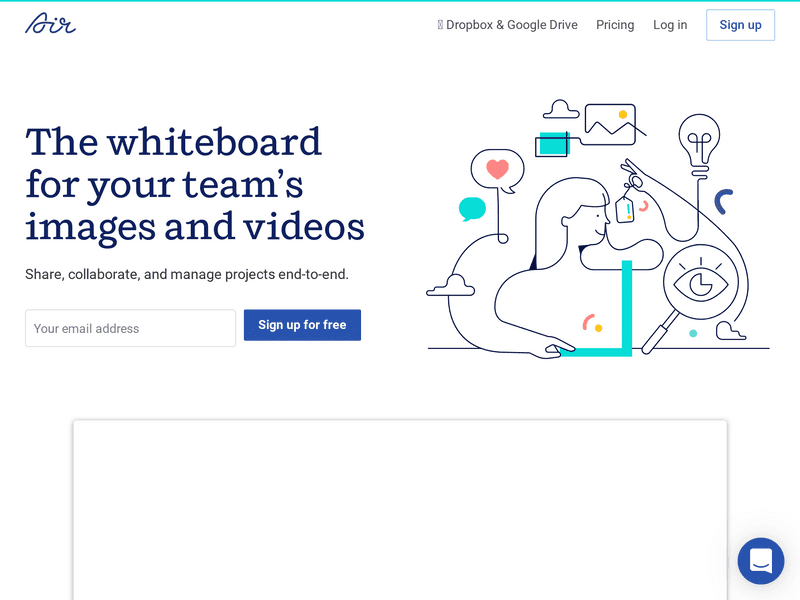 Air
Dropbox & Google Drive
Pricing
Log in
Sign up
The whiteboard
for your team's
images and videos
Share, collaborate, and manage projects end-to-end.
Your email address
Sign up for free